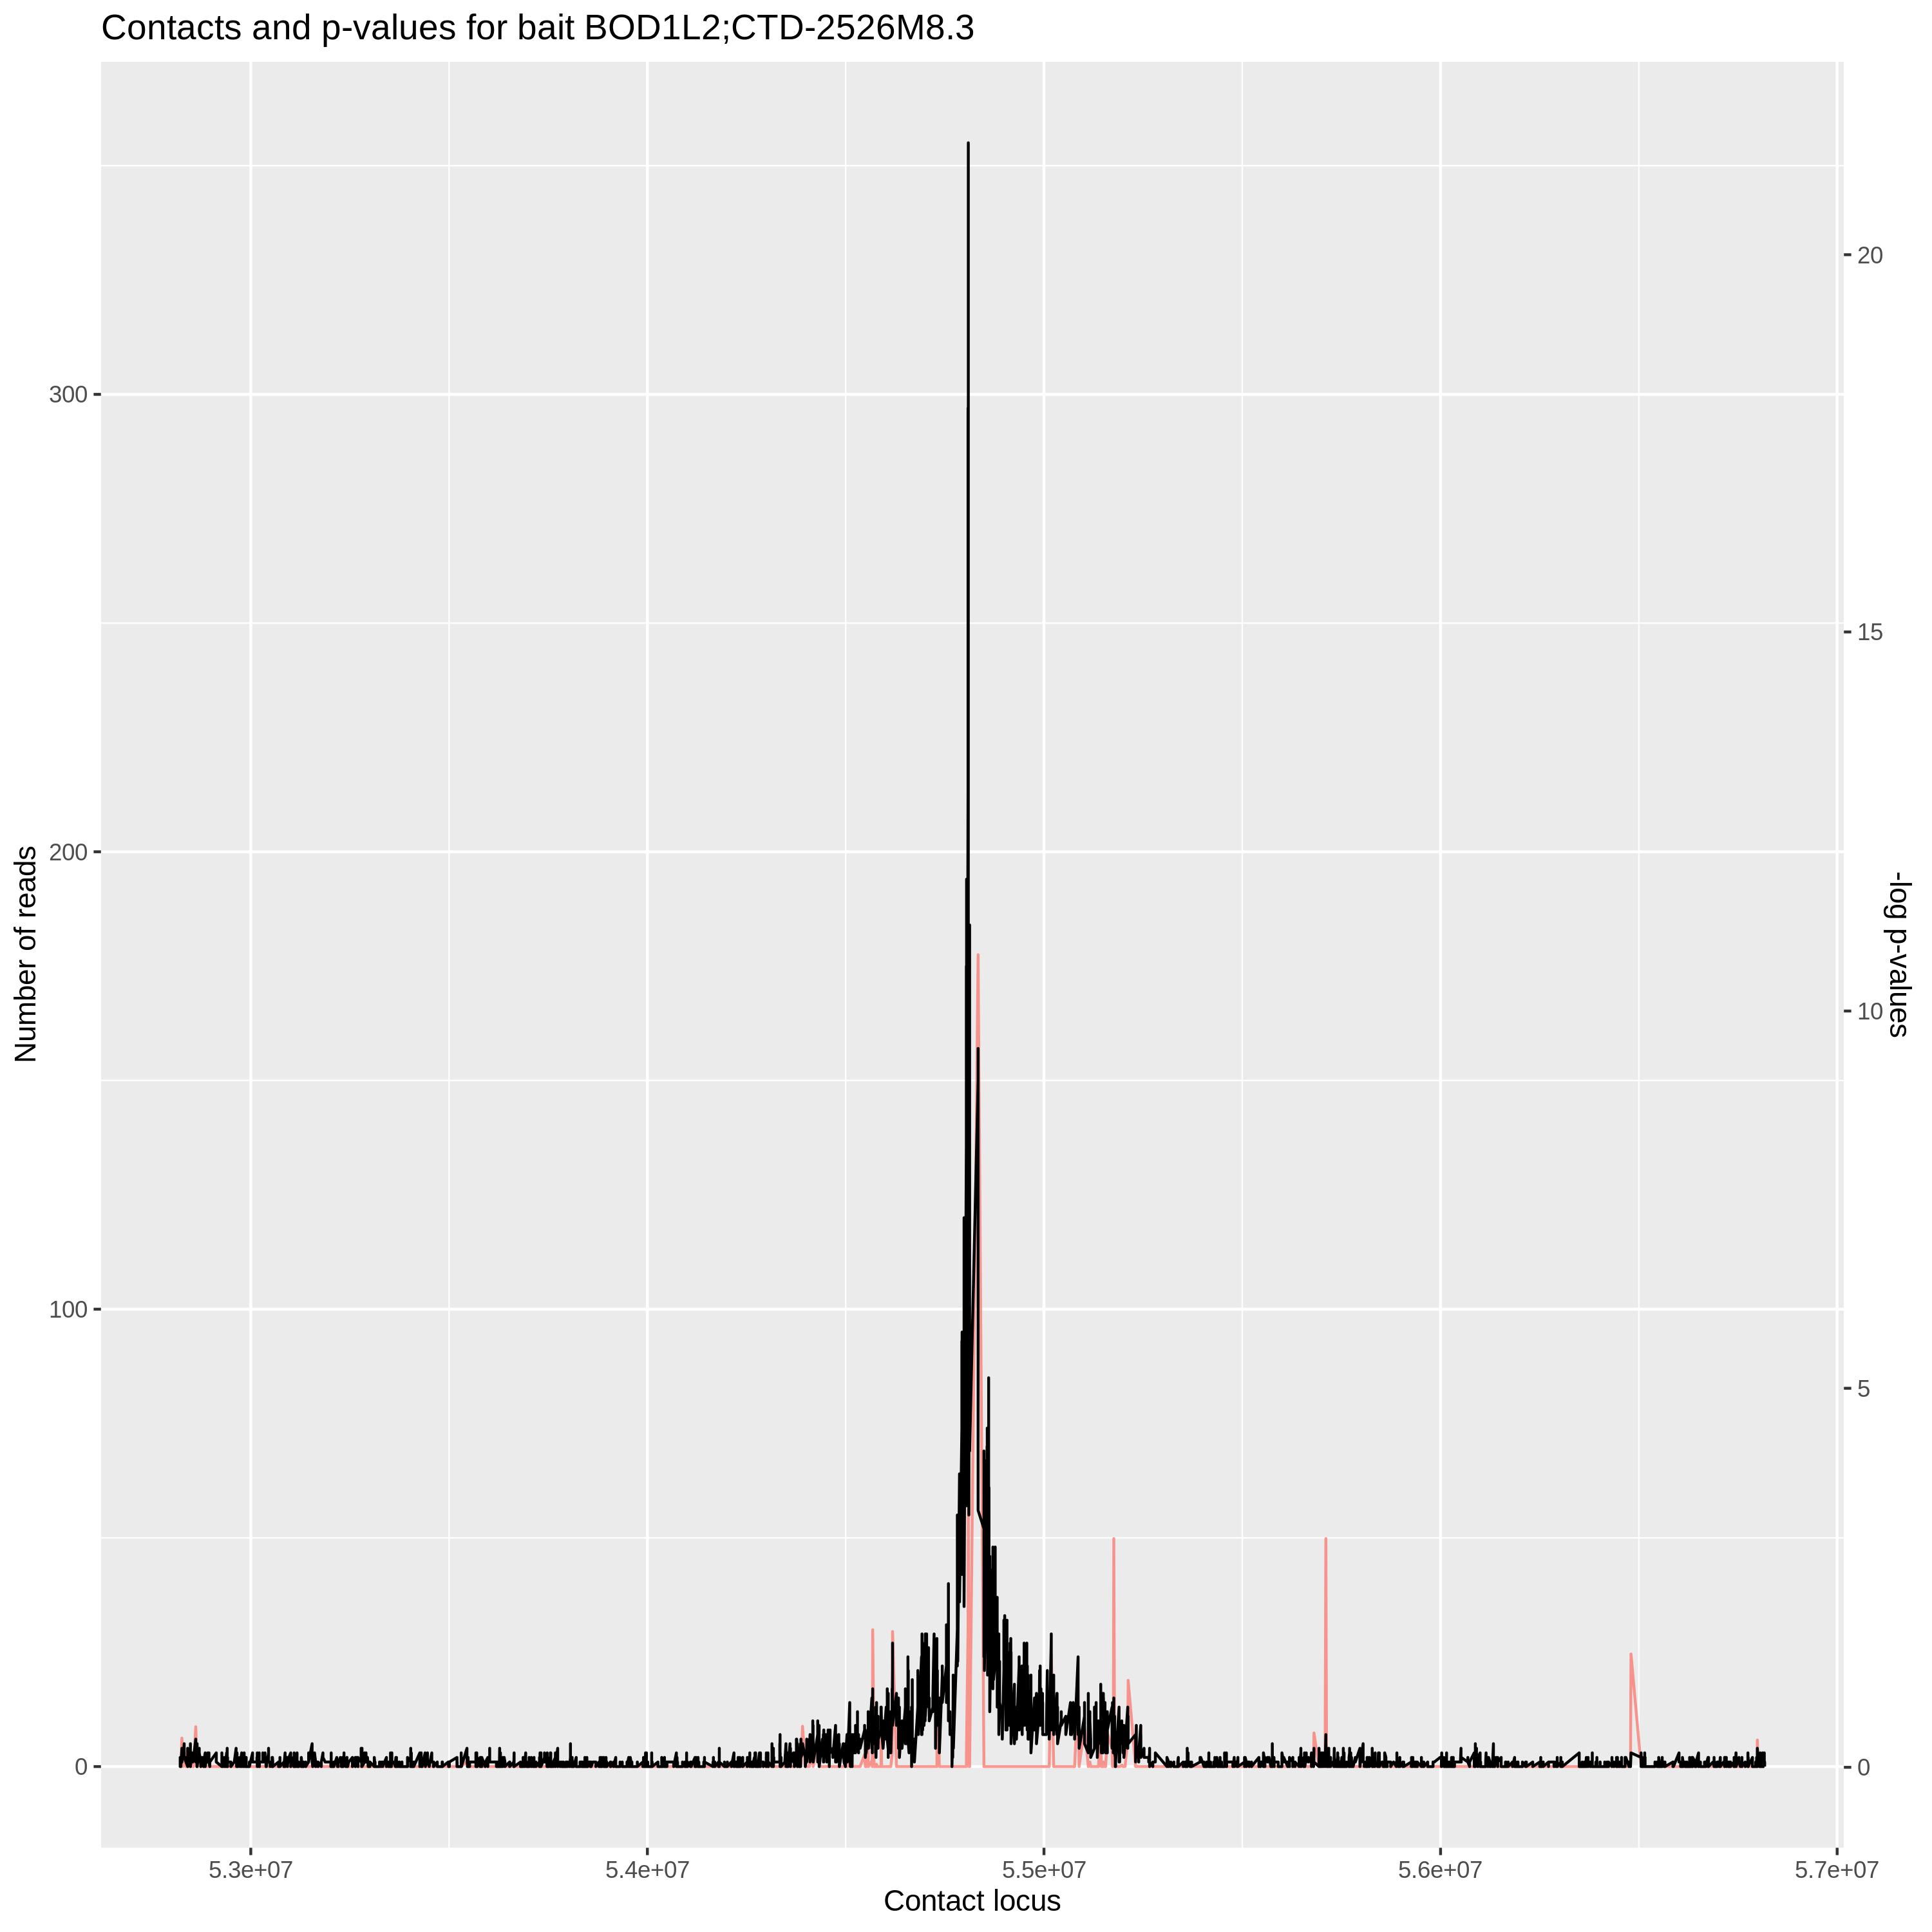 Contacts and p-values for bait BOD1L2;CTD-2526M8.3
Number of reads
300
200
100
0
20
15
10
5
0
-log p-values
5.3e+07 5.4e+07 5.5e+07 5.6e+07 5.7e+07
Contact locus